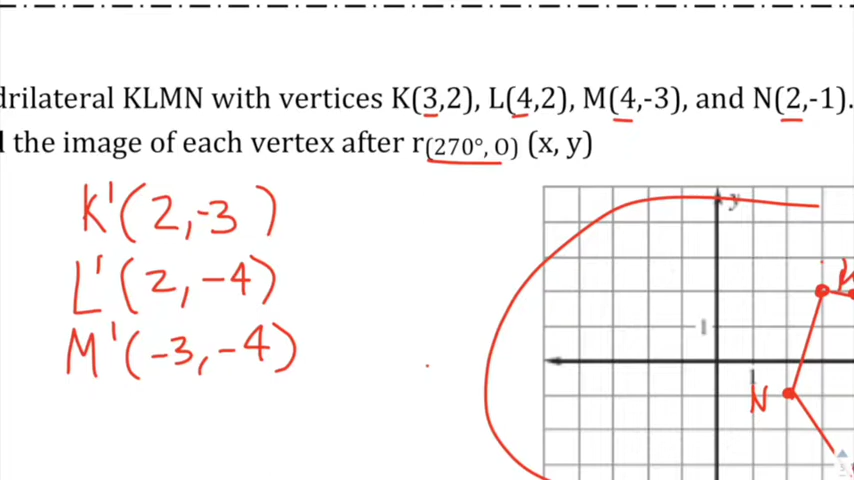 drilateral KLMN with vertices K(3,2), L(4,2), M(4,-3), and N(2,-1).
the image of each vertex after r(270°, O) (x, y)
K'(2,-3)
L'(2,-4)
M'(-3,-4)
y
K
1
1
N